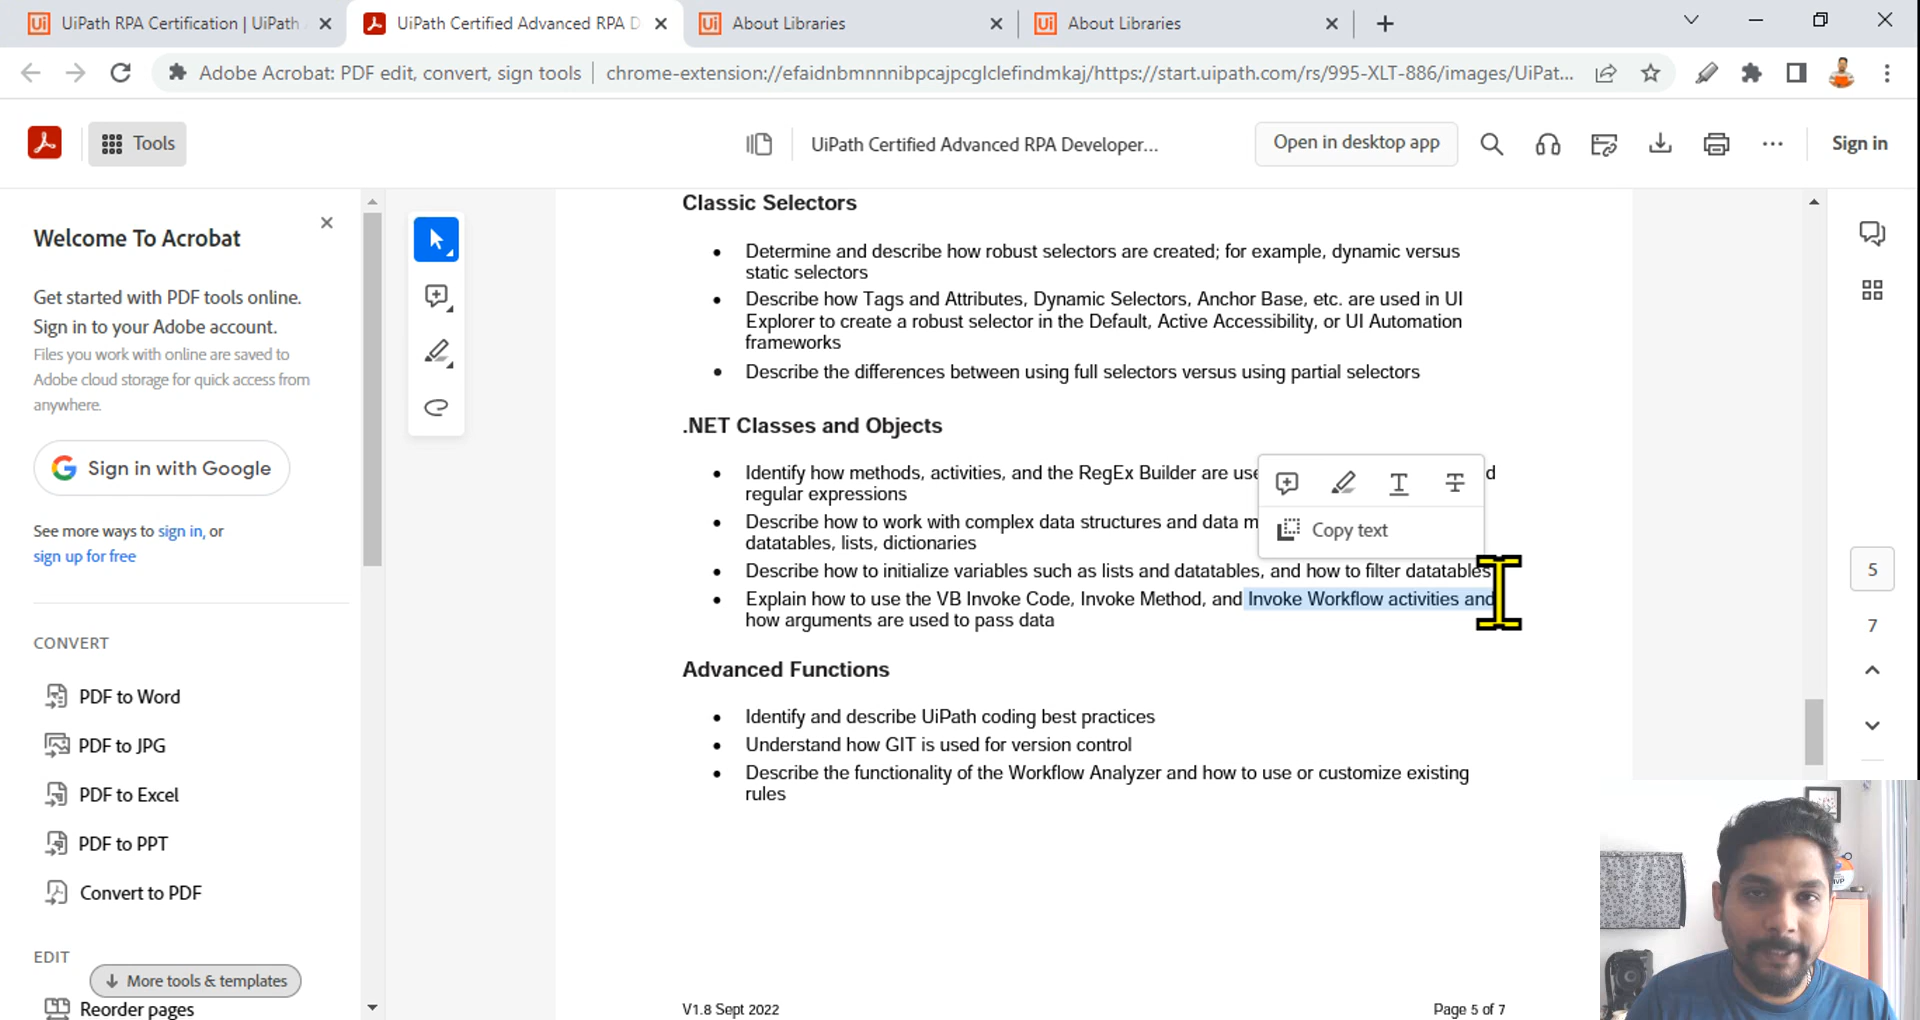 UiPath RPA Certification | UiPath
UiPath Certified Advanced RPA D
About Libraries
About Libraries
Adobe Acrobat: PDF edit, convert, sign tools
chrome-extension://efaidnbmnnnibpcajpcglclefindmkaj/https://start.uipath.com/rs/995-XLT-886/images/UiPat...
Tools
UiPath Certified Advanced RPA Developer...
Open in desktop app
Sign in
Welcome To Acrobat
Get started with PDF tools online.
Sign in to your Adobe account.
Files you work with online are saved to
Adobe cloud storage for quick access from
anywhere.
Sign in with Google
See more ways to sign in, or
sign up for free
CONVERT
PDF to Word
PDF to JPG
PDF to Excel
PDF to PPT
Convert to PDF
EDIT
More tools & templates
Reorder pages
Classic Selectors
Determine and describe how robust selectors are created; for example, dynamic versus
static selectors
Describe how Tags and Attributes, Dynamic Selectors, Anchor Base, etc. are used in UI
Explorer to create a robust selector in the Default, Active Accessibility, or UI Automation
frameworks
Describe the differences between using full selectors versus using partial selectors
.NET Classes and Objects
Identify how methods, activities, and the RegEx Builder are use d
regular expressions
Describe how to work with complex data structures and data m
datatables, lists, dictionaries
Copy text
Describe how to initialize variables such as lists and datatables, and how to filter datatables
Explain how to use the VB Invoke Code, Invoke Method, and Invoke Workflow activities and
how arguments are used to pass data
Advanced Functions
Identify and describe UiPath coding best practices
Understand how GIT is used for version control
Describe the functionality of the Workflow Analyzer and how to use or customize existing
rules
V1.8 Sept 2022
Page 5 of 7
5
7